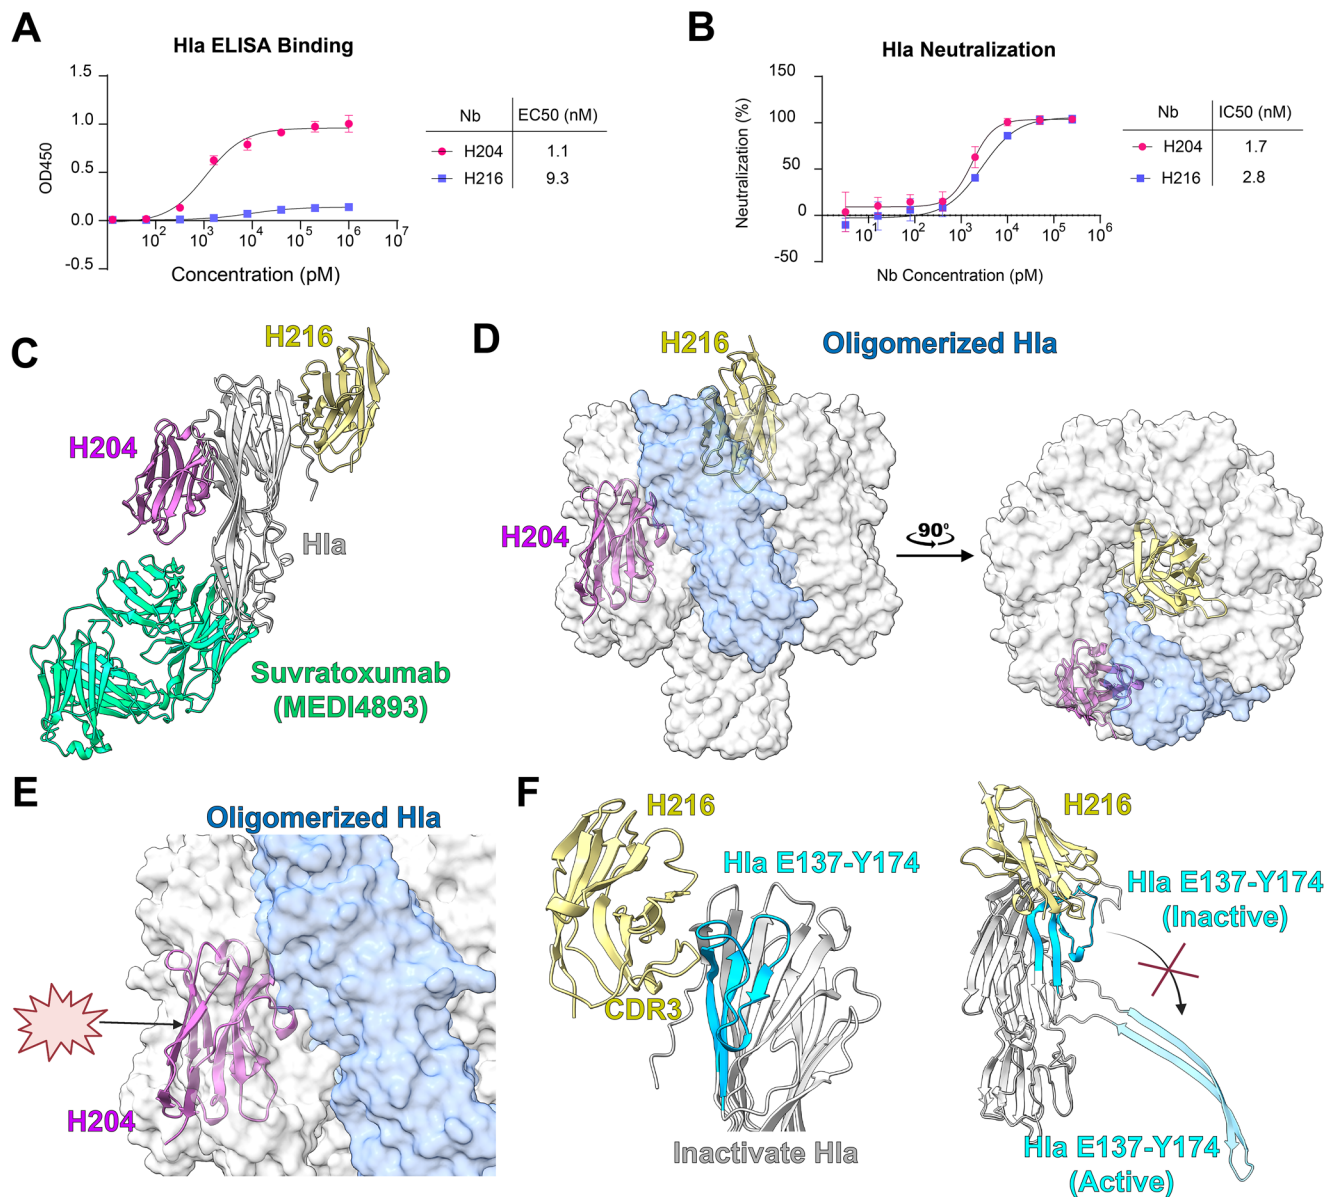 A
Hla ELISA Binding
1.5
1.0
0.5
0.0
-0.5
OD450
10^2 10^3 10^4 10^5 10^6 10^7
Concentration (pM)
Nb EC50 (nM)
H204 1.1
H216 9.3
B
Hla Neutralization
150
100
50
0
-50
Neutralization (%)
10^1 10^2 10^3 10^4 10^5 10^6
Nb Concentration (pM)
Nb IC50 (nM)
H204 1.7
H216 2.8
C
H216
H204
Hla
Suvratoxumab
(MEDI4893)
D
H216
Oligomerized Hla
H204
90°
E
Oligomerized Hla
H204
F
H216
Hla E137-Y174
CDR3
Inactivate Hla
H216
Hla E137-Y174
(Inactive)
Hla E137-Y174
(Active)